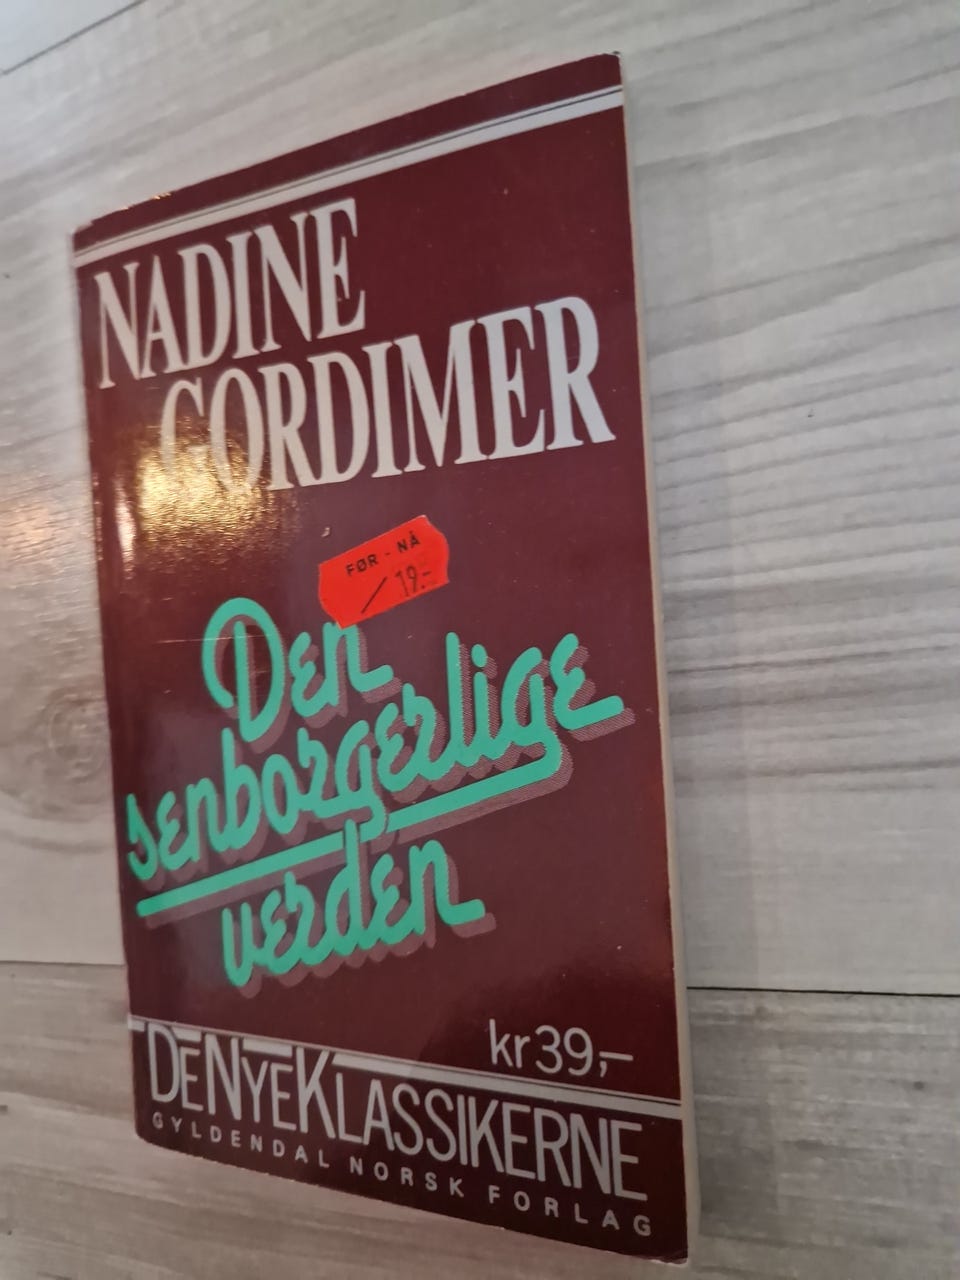 NADINE
GORDIMER
FØR - NÅ
/19.-
Den
senborgerlige
verden
kr 39,-
DE NYE KLASSIKERNE
GYLDENDAL NORSK FORLAG